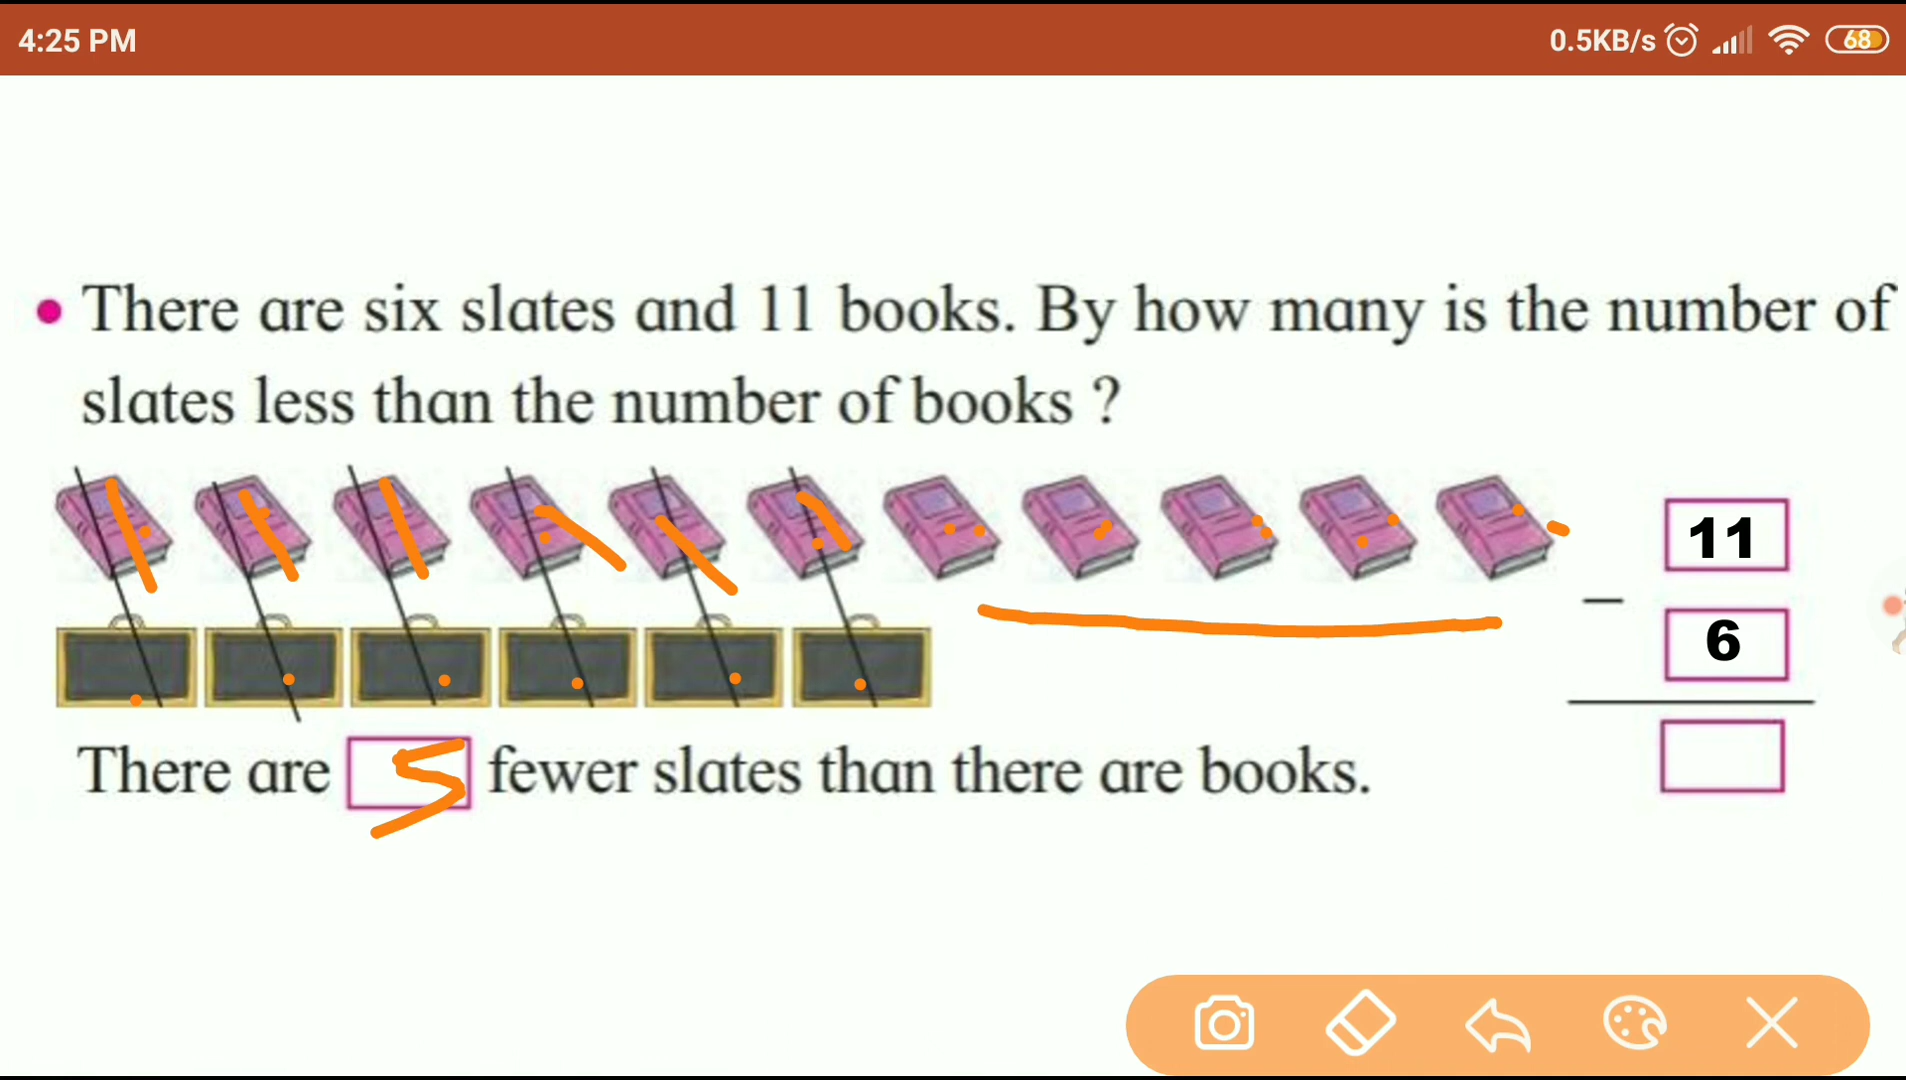 4:25 PM 0.5KB/s 68
• There are six slates and 11 books. By how many is the number of
slates less than the number of books ?
11
– 6
There are 5 fewer slates than there are books.